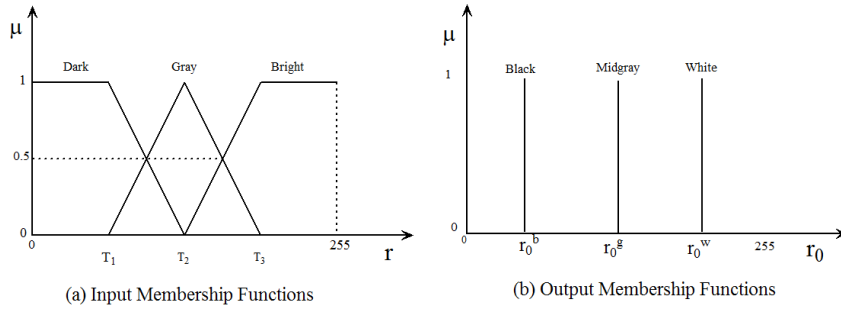 μ
Dark
Gray
Bright
1
0.5
0
0
T₁
T₂
T₃
255
r
(a) Input Membership Functions
μ
Black
Midgray
White
1
0
0
r₀ᵇ
r₀ᵍ
r₀ʷ
255
r₀
(b) Output Membership Functions